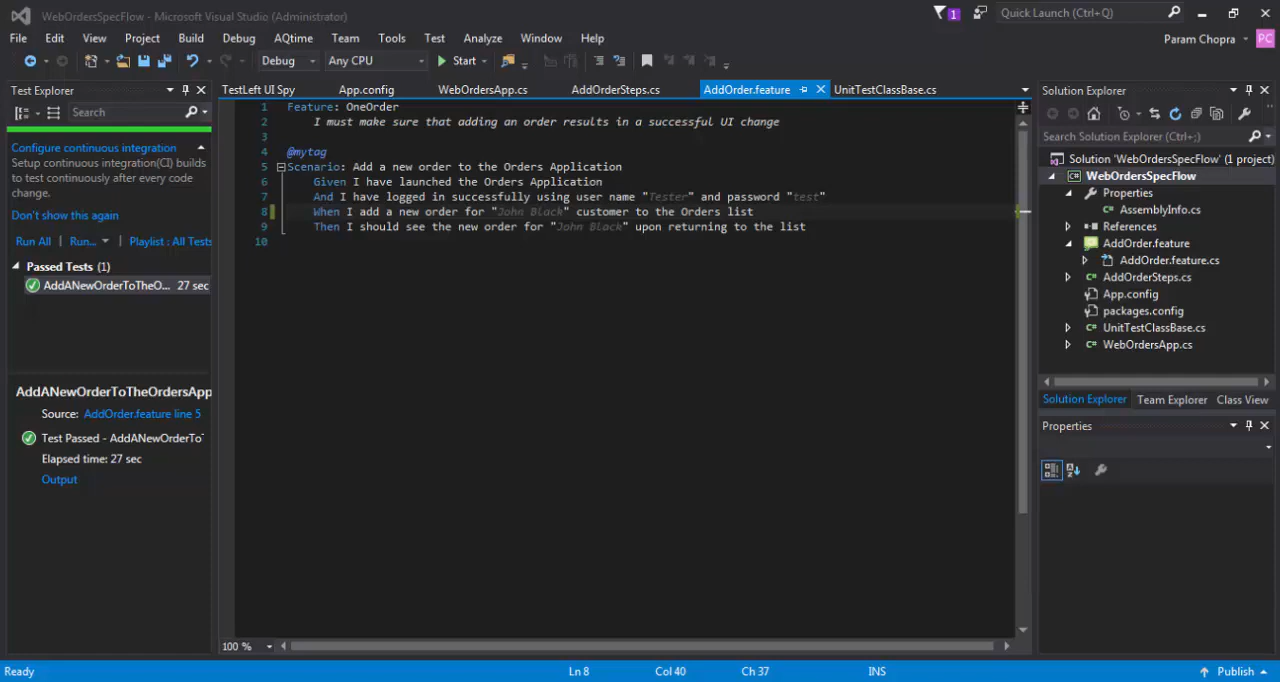 WebOrdersSpecFlow - Microsoft Visual Studio (Administrator)
1
Quick Launch (Ctrl+Q)
File Edit View Project Build Debug AQtime Team Tools Test Analyze Window Help
Param Chopra
PC
Debug
Any CPU
Start
Test Explorer
Search
Configure continuous integration
Setup continuous integration(CI) builds
to test continuously after every code
change.
Don't show this again
Run All | Run... | Playlist : All Tests
Passed Tests (1)
AddANewOrderToTheO... 27 sec
AddANewOrderToTheOrdersApp
Source: AddOrder.feature line 5
Test Passed - AddANewOrderTo
Elapsed time: 27 sec
Output
TestLeft UI Spy App.config WebOrdersApp.cs AddOrderSteps.cs AddOrder.feature UnitTestClassBase.cs
1 Feature: OneOrder
2 I must make sure that adding an order results in a successful UI change
3
4 @mytag
5 Scenario: Add a new order to the Orders Application
6 Given I have launched the Orders Application
7 And I have logged in successfully using user name "Tester" and password "test"
8 When I add a new order for "John Black" customer to the Orders list
9 Then I should see the new order for "John Black" upon returning to the list
10
100 %
Solution Explorer
Search Solution Explorer (Ctrl+;)
Solution 'WebOrdersSpecFlow' (1 project)
WebOrdersSpecFlow
Properties
AssemblyInfo.cs
References
AddOrder.feature
AddOrder.feature.cs
AddOrderSteps.cs
App.config
packages.config
UnitTestClassBase.cs
WebOrdersApp.cs
Solution Explorer Team Explorer Class View
Properties
Ready
Ln 8
Col 40
Ch 37
INS
Publish